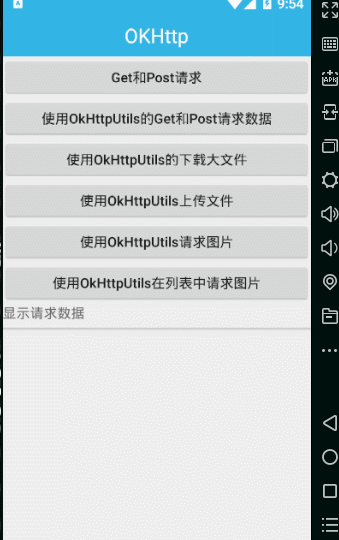 9:54
OKHttp
Get和Post请求
使用OkHttpUtils的Get和Post请求数据
使用OkHttpUtils的下载大文件
使用OkHttpUtils上传文件
使用OkHttpUtils请求图片
使用OkHttpUtils在列表中请求图片
显示请求数据